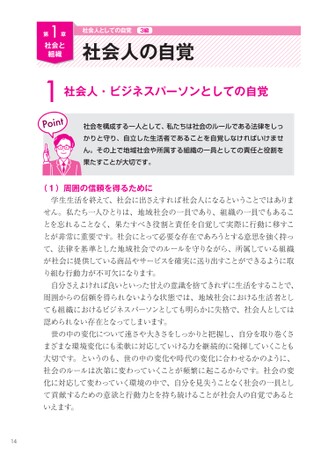 第1章
社会と
組織
社会人としての自覚 3級
社会人の自覚
1 社会人・ビジネスパーソンとしての自覚
Point
社会を構成する一人として、私たちは社会のルールである法律をしっ
かりと守り、自立した生活者であることを自覚しなければいけませ
ん。その上で地域社会や所属する組織の一員としての責任と役割を
果たすことが大切です。
(1)周囲の信頼を得るために
学生生活を終えて、社会に出さえすれば社会人になるということではありま
せん。私たち一人ひとりは、地域社会の一員であり、組織の一員でもあるこ
とを忘れることなく、果たすべき役割と責任を自覚して実際に行動に移すこ
とが非常に重要です。社会にとって必要な存在であろうとする意思を強く持っ
て、法律を基準とした地域社会でのルールを守りながら、所属している組織
が社会に提供している商品やサービスを確実に送り出すことができるように取
り組む行動力が不可欠になります。
自分さえよければ良いといった甘えの意識を捨てきれずに生活をすることで、
周囲からの信頼を得られないような状態では、地域社会における生活者とし
ても組織におけるビジネスパーソンとしても明らかに失格で、社会人としては
認められない存在となってしまいます。
世の中の変化について速さや大きさをしっかりと把握し、自分を取り巻くさ
まざまな環境変化にも柔軟に対応していける力を継続的に発揮していくことも
大切です。というのも、世の中の変化や時代の変化に合わせるかのように、
社会のルールは次第に変わっていくことが頻繁に起こるからです。社会の変
化に対応して変わっていく環境の中で、自分を見失うことなく社会の一員とし
て貢献するための意欲と行動力とを持ち続けることが社会人の自覚であると
いえます。
14